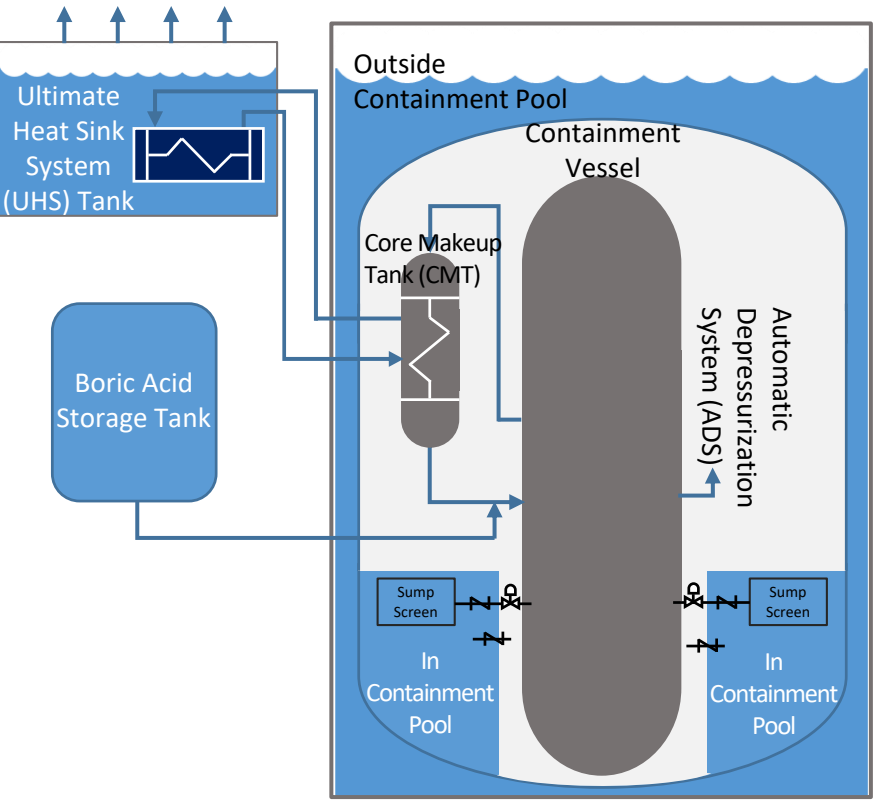 Outside
Containment Pool
Containment
Vessel
Ultimate
Heat Sink
System
(UHS) Tank
Core Makeup
Tank (CMT)
Automatic
Depressurization
System (ADS)
Boric Acid
Storage Tank
Sump
Screen
Sump
Screen
In
Containment
Pool
In
Containment
Pool